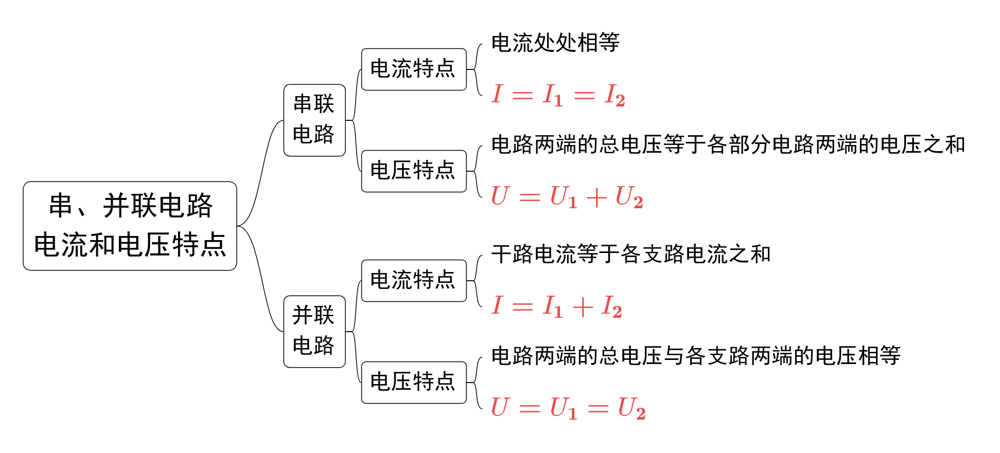 串、并联电路
电流和电压特点
串联
电路
电流特点
电流处处相等
I = I₁ = I₂
电压特点
电路两端的总电压等于各部分电路两端的电压之和
U = U₁ + U₂
并联
电路
电流特点
干路电流等于各支路电流之和
I = I₁ + I₂
电压特点
电路两端的总电压与各支路两端的电压相等
U = U₁ = U₂